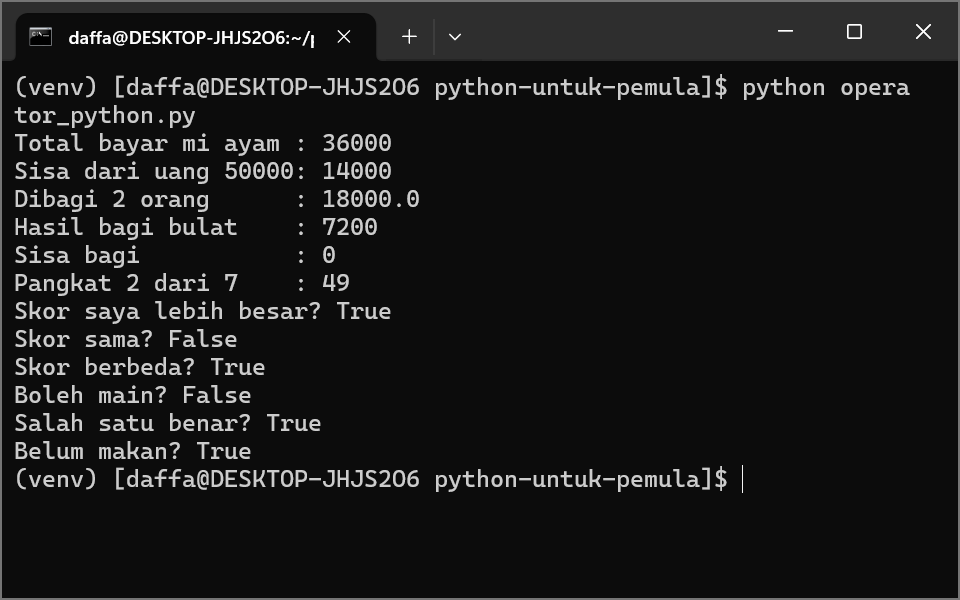 daffa@DESKTOP-JHJS2O6:~/p
(venv) [daffa@DESKTOP-JHJS2O6 python-untuk-pemula]$ python opera
tor_python.py
Total bayar mi ayam : 36000
Sisa dari uang 50000: 14000
Dibagi 2 orang      : 18000.0
Hasil bagi bulat    : 7200
Sisa bagi           : 0
Pangkat 2 dari 7    : 49
Skor saya lebih besar? True
Skor sama? False
Skor berbeda? True
Boleh main? False
Salah satu benar? True
Belum makan? True
(venv) [daffa@DESKTOP-JHJS2O6 python-untuk-pemula]$